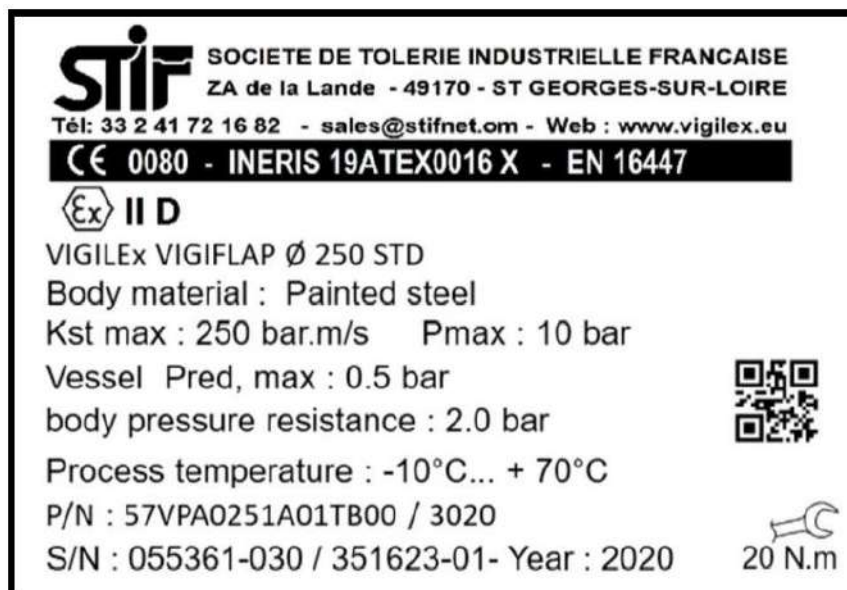 STIF SOCIETE DE TOLERIE INDUSTRIELLE FRANCAISE
ZA de la Lande - 49170 - ST GEORGES-SUR-LOIRE
Tél: 33 2 41 72 16 82 - sales@stifnet.om - Web : www.vigilex.eu
CE 0080 - INERIS 19ATEX0016 X - EN 16447
Ex II D
VIGILEx VIGIFLAP Ø 250 STD
Body material : Painted steel
Kst max : 250 bar.m/s Pmax : 10 bar
Vessel Pred, max : 0.5 bar
body pressure resistance : 2.0 bar
Process temperature : -10°C... + 70°C
P/N : 57VPA0251A01TB00 / 3020
S/N : 055361-030 / 351623-01- Year : 2020
20 N.m